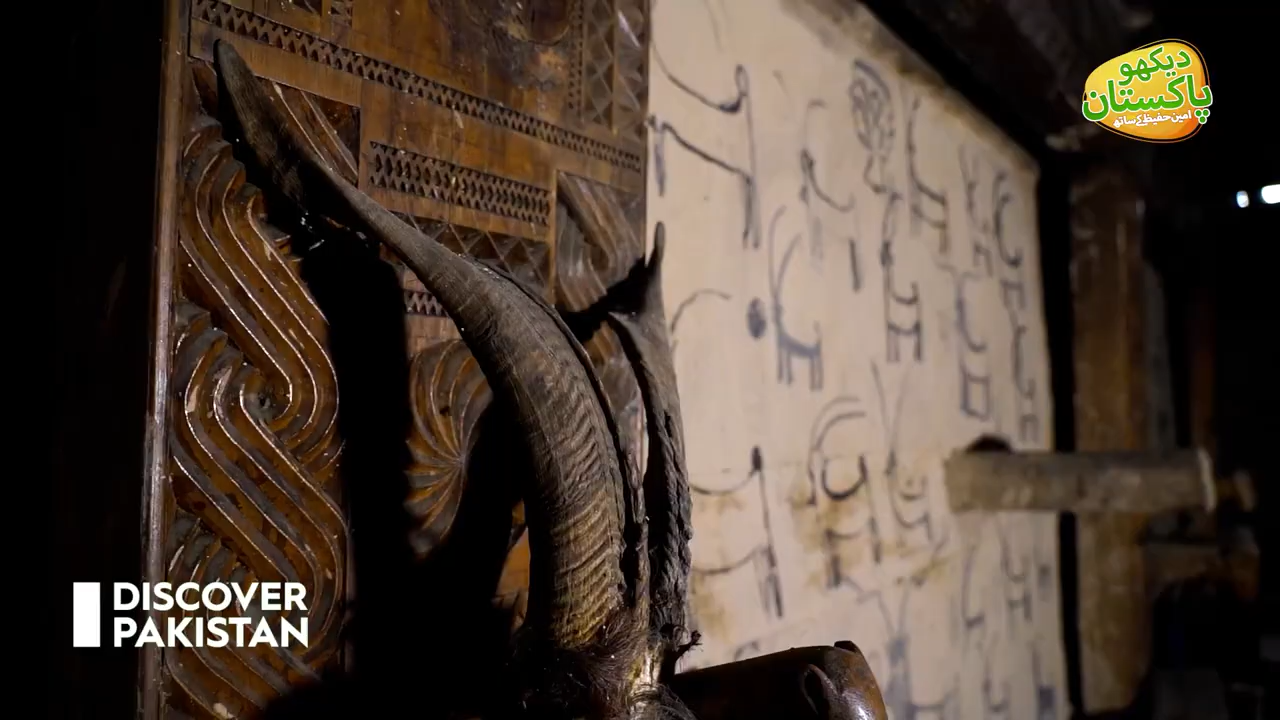 دیکھو
پاکستان
امین حفیظ کے ساتھ
DISCOVER
PAKISTAN